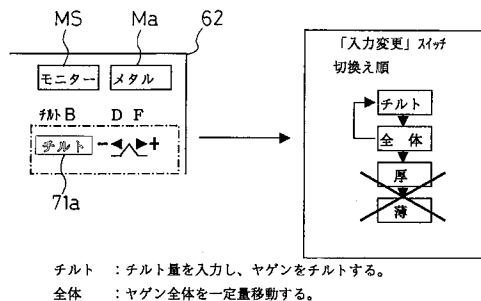 MS
Ma
62
モニター
メタル
チルト B
D F
チルト
－ ＋
71a
「入力変更」スイッチ
切換え順
チルト
全 体
厚
薄
チルト ：チルト量を入力し、ヤゲンをチルトする。
全体 ：ヤゲン全体を一定量移動する。